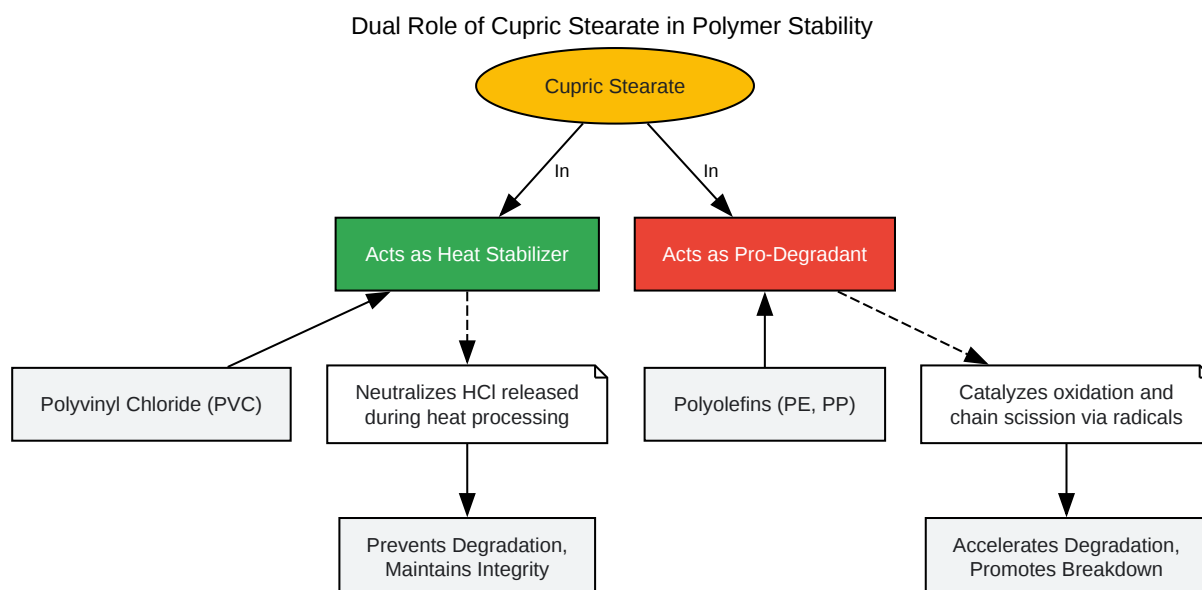 Dual Role of Cupric Stearate in Polymer Stability
Cupric Stearate
In
In
Acts as Heat Stabilizer
Acts as Pro-Degradant
Polyvinyl Chloride (PVC)
Neutralizes HCl released
during heat processing
Polyolefins (PE, PP)
Catalyzes oxidation and
chain scission via radicals
Prevents Degradation,
Maintains Integrity
Accelerates Degradation,
Promotes Breakdown